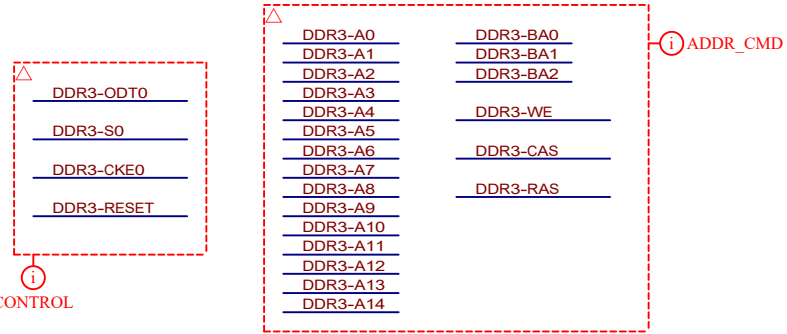 DDR3-ODT0
DDR3-S0
DDR3-CKE0
DDR3-RESET
i
CONTROL
DDR3-A0
DDR3-A1
DDR3-A2
DDR3-A3
DDR3-A4
DDR3-A5
DDR3-A6
DDR3-A7
DDR3-A8
DDR3-A9
DDR3-A10
DDR3-A11
DDR3-A12
DDR3-A13
DDR3-A14
DDR3-BA0
DDR3-BA1
DDR3-BA2
DDR3-WE
DDR3-CAS
DDR3-RAS
i ADDR_CMD